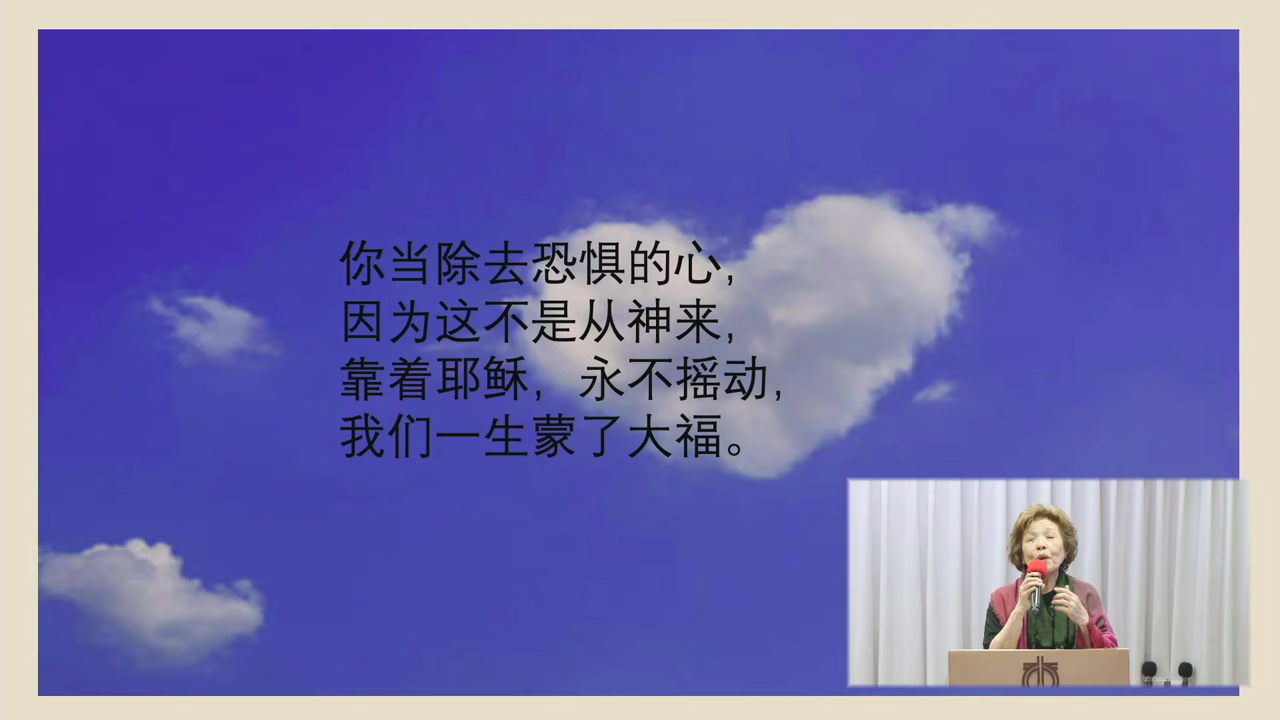 你当除去恐惧的心，
因为这不是从神来，
靠着耶稣，永不摇动，
我们一生蒙了大福。